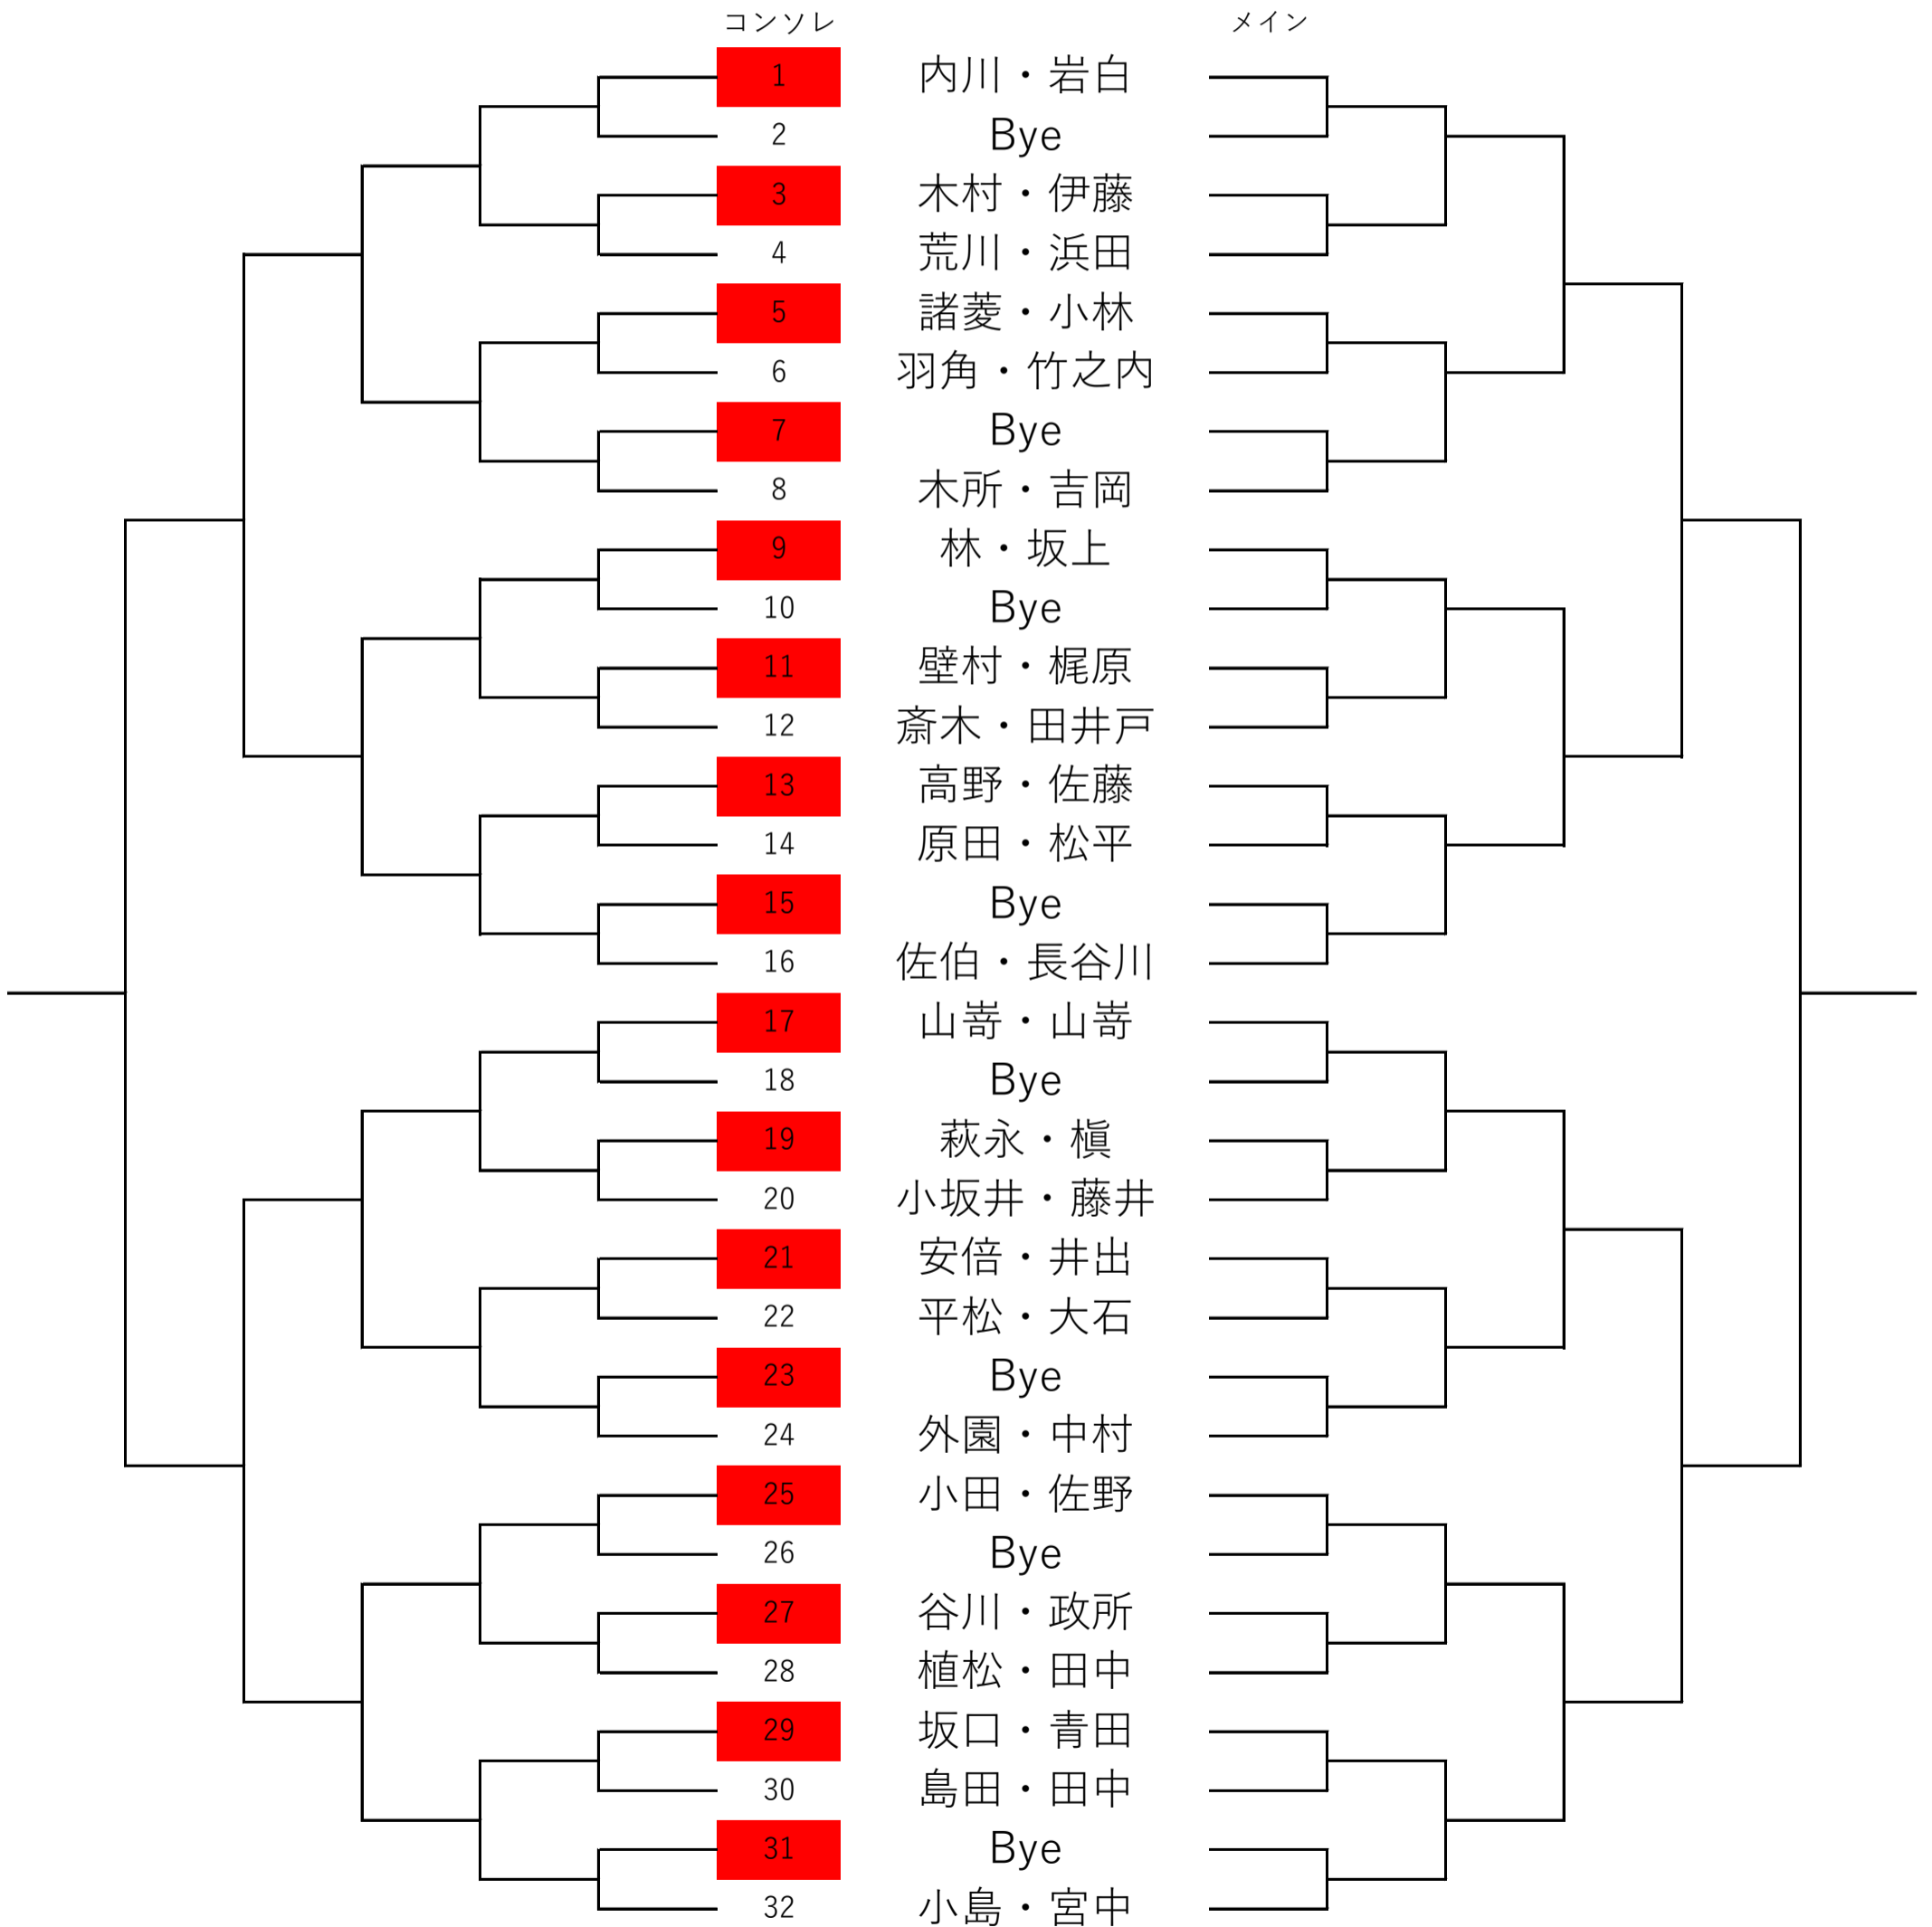 コンソレ メイン
1 内川・岩白
2 Bye
3 木村・伊藤
4 荒川・浜田
5 諸菱・小林
6 羽角・竹之内
7 Bye
8 木所・吉岡
9 林・坂上
10 Bye
11 壁村・梶原
12 斎木・田井戸
13 高野・佐藤
14 原田・松平
15 Bye
16 佐伯・長谷川
17 山嵜・山嵜
18 Bye
19 萩永・槇
20 小坂井・藤井
21 安倍・井出
22 平松・大石
23 Bye
24 外園・中村
25 小田・佐野
26 Bye
27 谷川・政所
28 植松・田中
29 坂口・青田
30 島田・田中
31 Bye
32 小島・宮中